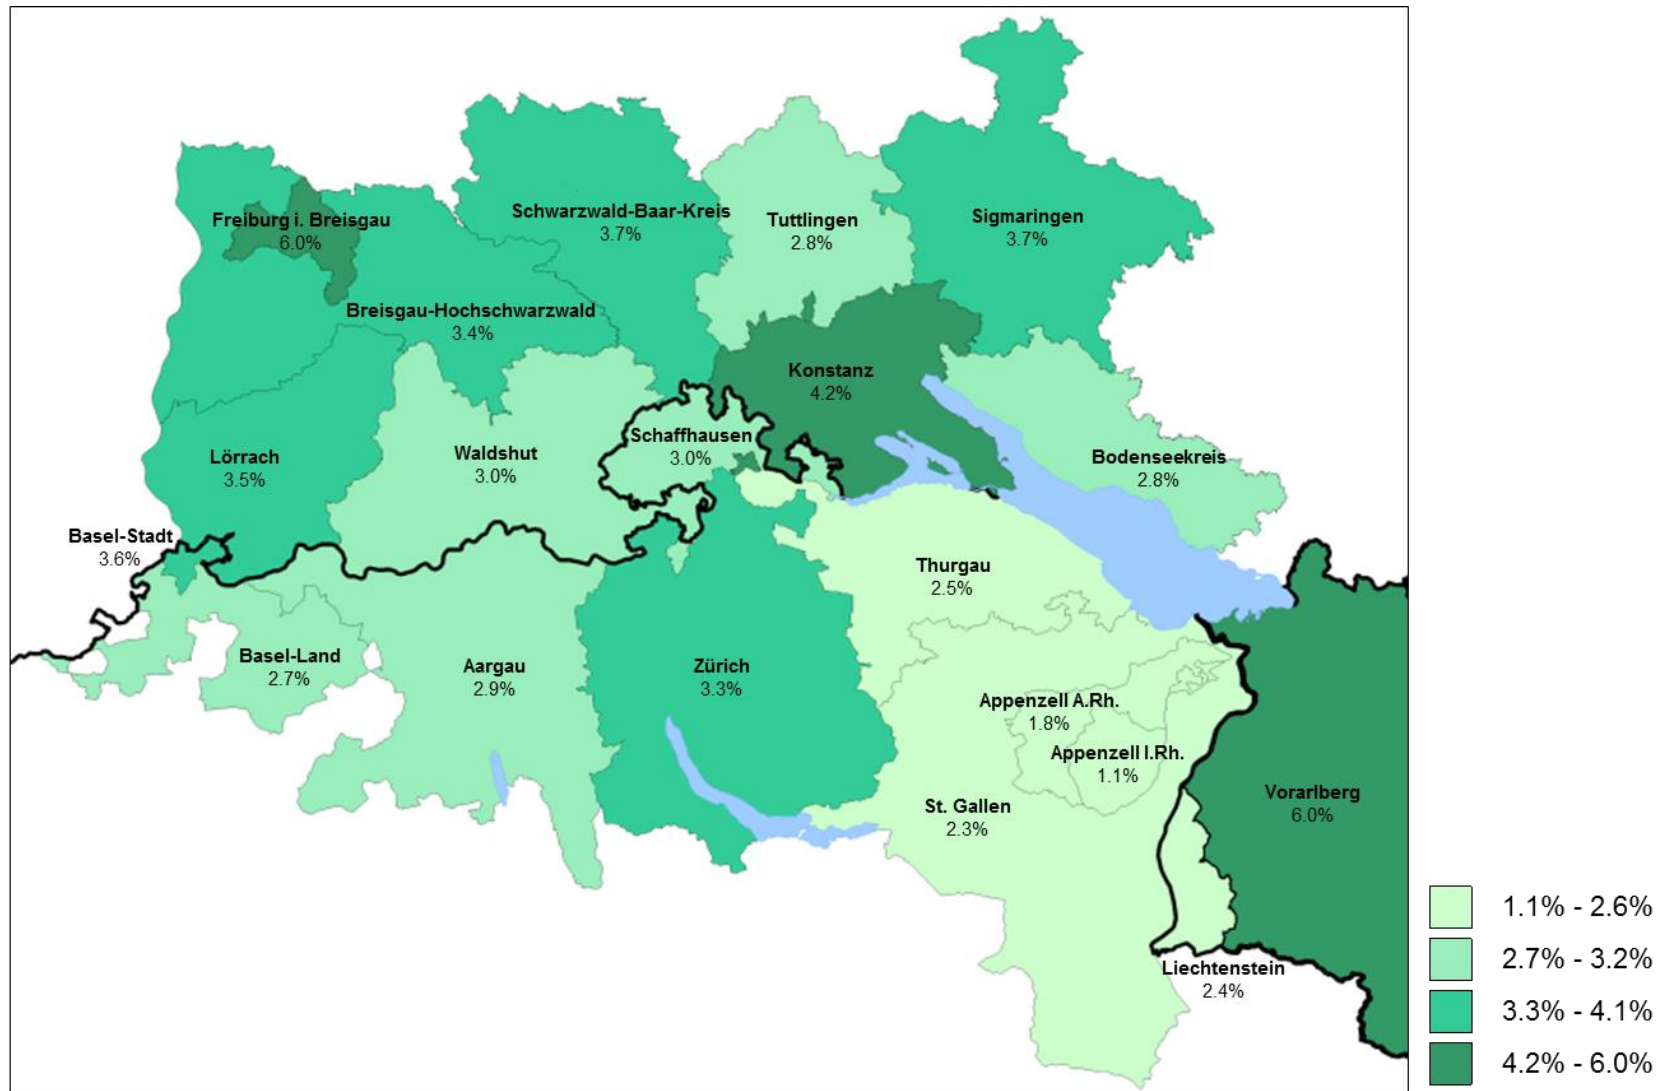 Freiburg i. Breisgau
6.0%
Schwarzwald-Baar-Kreis
3.7%
Tuttlingen
2.8%
Sigmaringen
3.7%
Breisgau-Hochschwarzwald
3.4%
Konstanz
4.2%
Lörrach
3.5%
Waldshut
3.0%
Schaffhausen
3.0%
Bodenseekreis
2.8%
Basel-Stadt
3.6%
Thurgau
2.5%
Basel-Land
2.7%
Aargau
2.9%
Zürich
3.3%
Appenzell A.Rh.
1.8%
Appenzell I.Rh.
1.1%
St. Gallen
2.3%
Vorarlberg
6.0%
Liechtenstein
2.4%
1.1% - 2.6%
2.7% - 3.2%
3.3% - 4.1%
4.2% - 6.0%